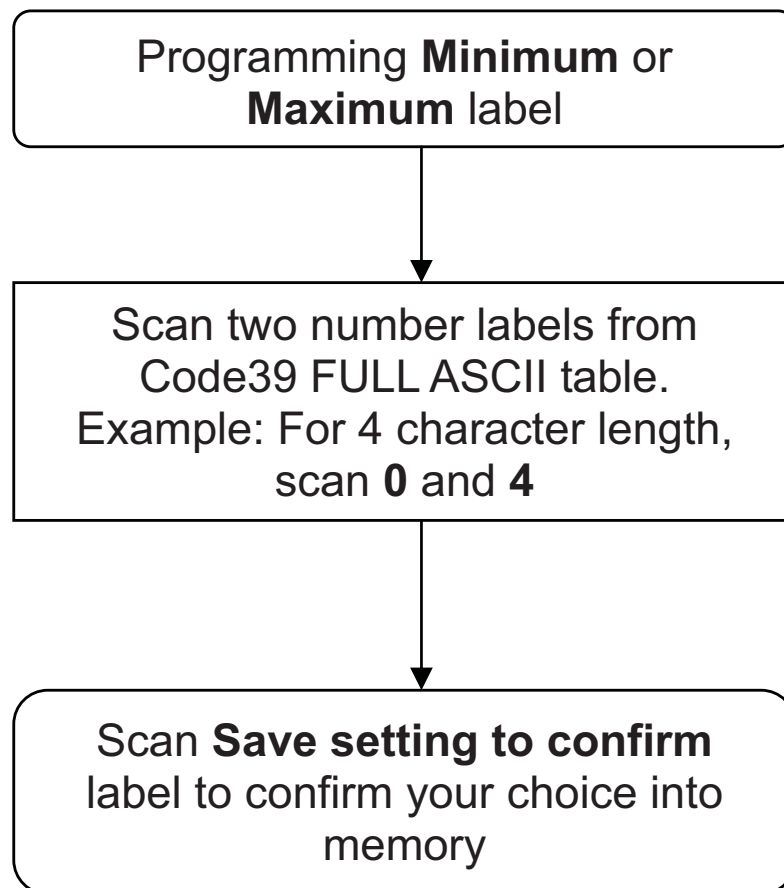 Programming Minimum or
Maximum label
Scan two number labels from
Code39 FULL ASCII table.
Example: For 4 character length,
scan 0 and 4
Scan Save setting to confirm
label to confirm your choice into
memory